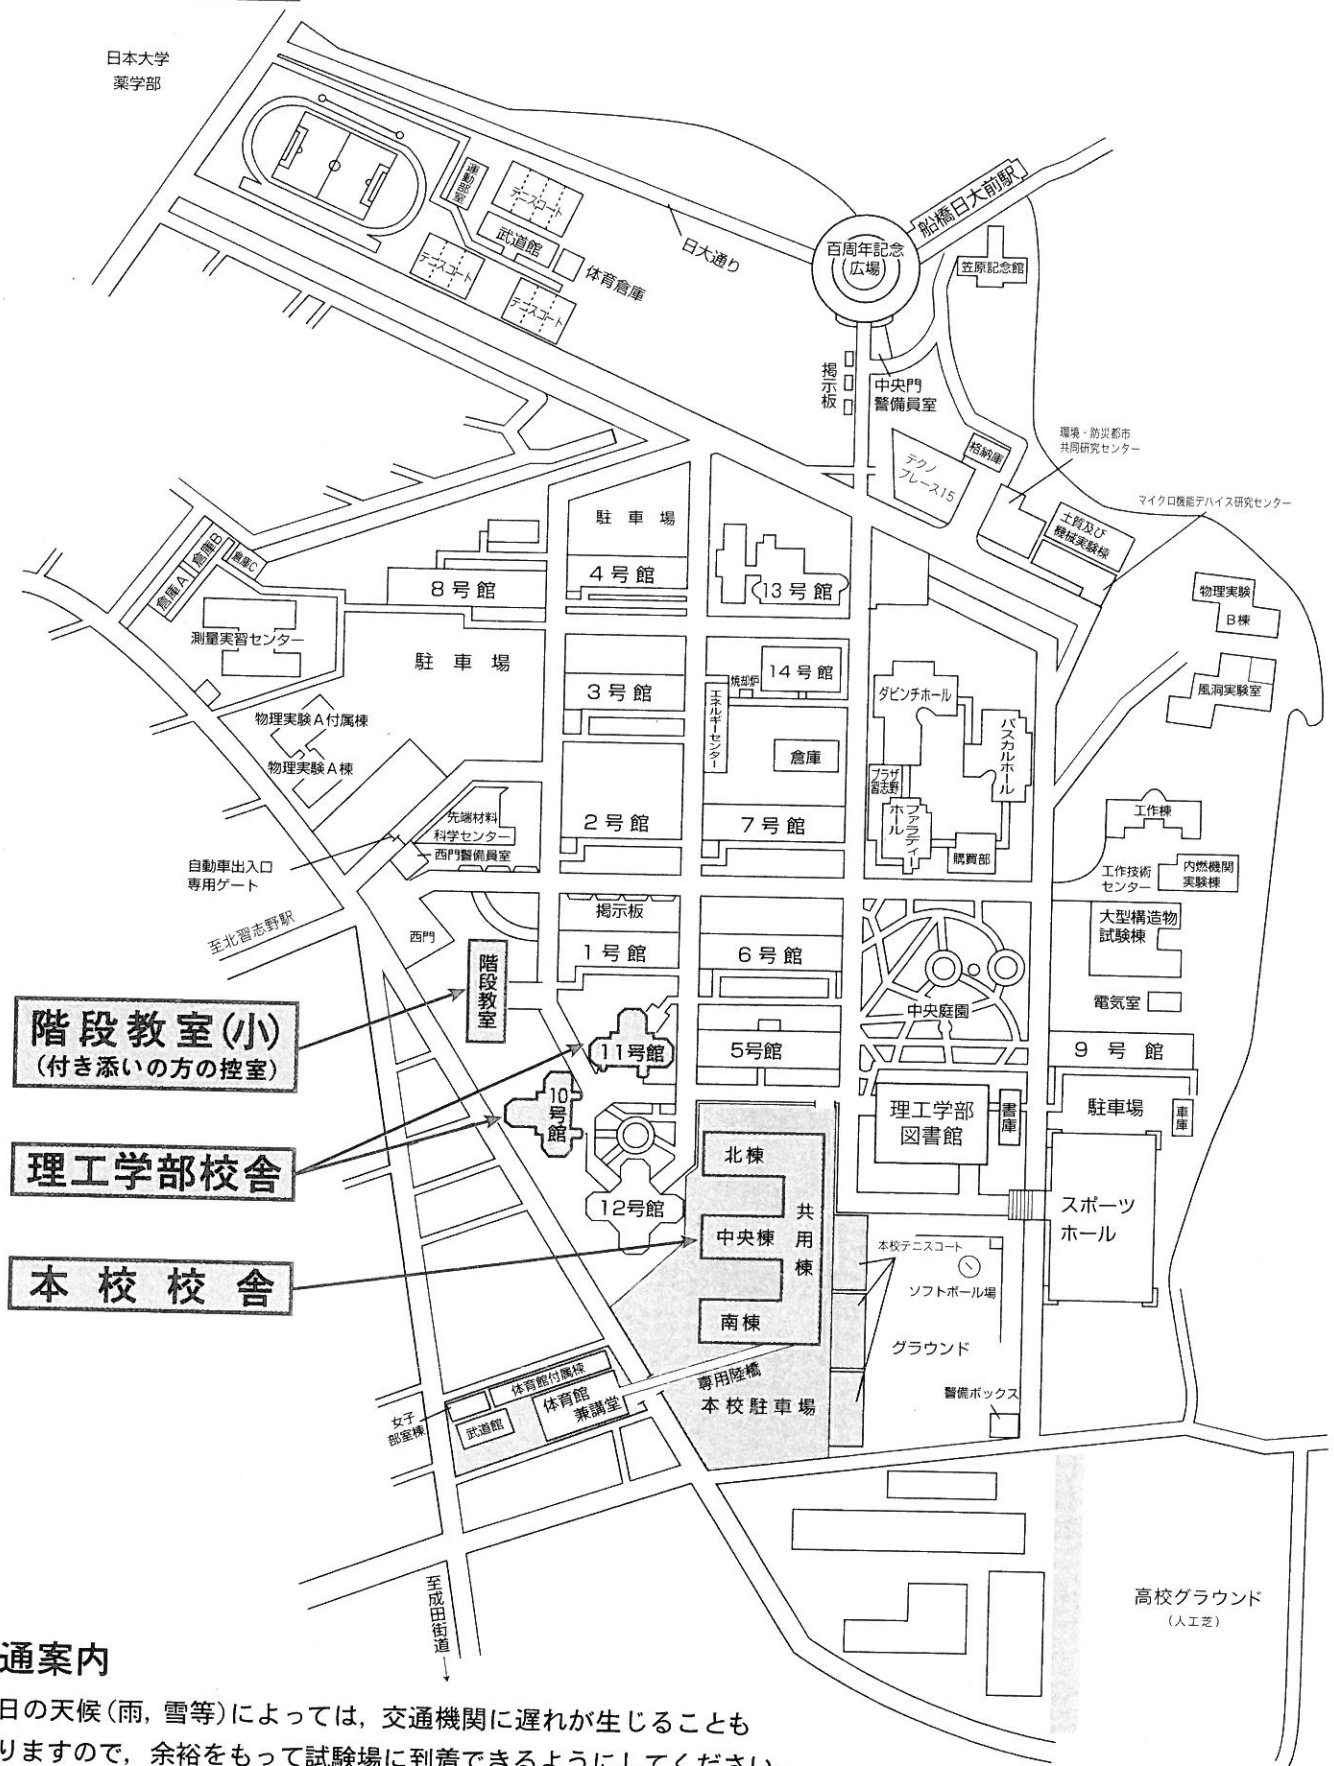 日本大学
薬学部
運動部室
テニスコート
武道館
テニスコート
体育倉庫
テニスコート
日大通り
船橋日大前駅
百周年記念
広場
笠原記念館
掲示板
中央門
警備員室
環境・防災都市
共同研究センター
格納庫
テクノ
プレース15
マイクロ機能デバイス研究センター
土質及び
機械実験棟
駐車場
4号館
8号館
13号館
倉庫A
倉庫B
倉庫C
測量実習センター
物理実験
B棟
駐車場
3号館
焼却炉
14号館
エネルギーセンター
倉庫
ダビンチホール
パスカルホール
風洞実験室
物理実験A付属棟
物理実験A棟
プラザ
習志野
ファラデイー
ホール
購買部
先端材料
科学センター
西門警備員室
2号館
7号館
工作棟
自動車出入口
専用ゲート
工作技術
センター
内燃機関
実験棟
至北習志野駅
西門
掲示板
1号館
6号館
大型構造物
試験棟
階段教室
中央庭園
電気室
階段教室(小)
(付き添いの方の控室)
11号館
5号館
9号館
10号館
理工学部
図書館
書庫
駐車場
車庫
理工学部校舎
北棟
12号館
中央棟
共用棟
スポーツ
ホール
本校校舎
本校テニスコート
ソフトボール場
南棟
グラウンド
専用陸橋
本校駐車場
警備ボックス
体育館付属棟
体育館
兼講堂
女子
部室棟
武道館
至成田街道
高校グラウンド
(人工芝)
通案内
日の天候(雨,雪等)によっては,交通機関に遅れが生じることも
りますので,余裕をもって試験場に到着できるようにしてください